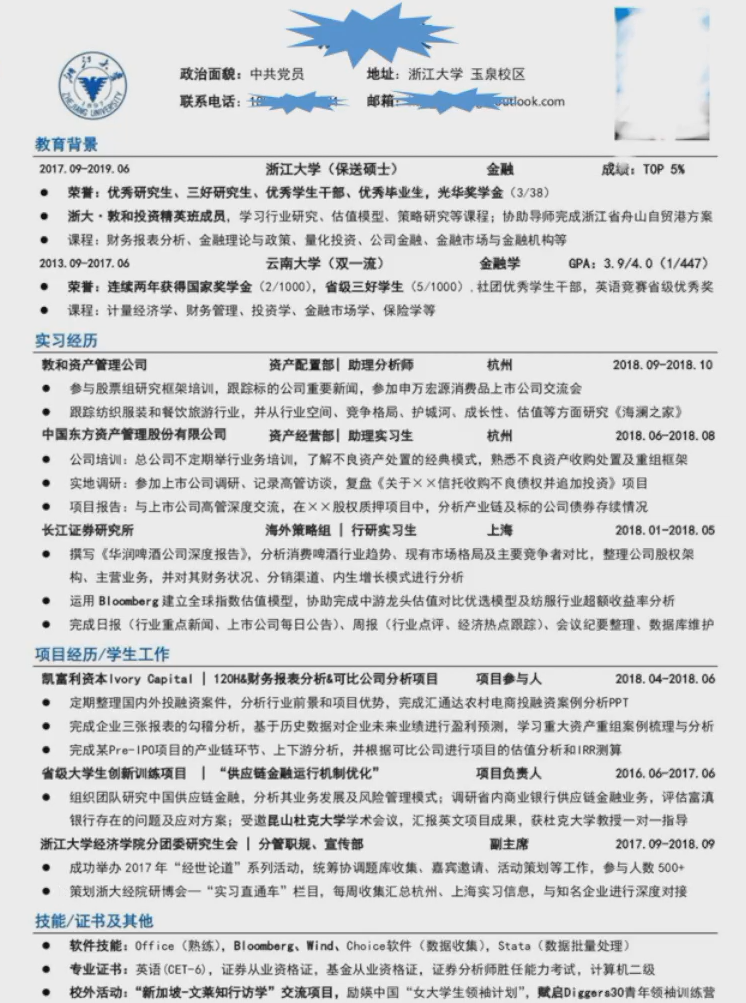 政治面貌：中共党员 地址：浙江大学 玉泉校区
联系电话： 邮箱： outlook.com
浙江大学
ZHEJIANG UNIVERSITY
1897
教育背景
2017.09-2019.06 浙江大学（保送硕士） 金融 成绩：TOP 5%
● 荣誉：优秀研究生、三好研究生、优秀学生干部、优秀毕业生，光华奖学金（3/38）
● 浙大·敦和投资精英班成员，学习行业研究、估值模型、策略研究等课程；协助导师完成浙江省舟山自贸港方案
● 课程：财务报表分析、金融理论与政策、量化投资、公司金融、金融市场与金融机构等
2013.09-2017.06 云南大学（双一流） 金融学 GPA：3.9/4.0（1/447）
● 荣誉：连续两年获得国家奖学金（2/1000），省级三好学生（5/1000）,社团优秀学生干部，英语竞赛省级优秀奖
● 课程：计量经济学、财务管理、投资学、金融市场学、保险学等
实习经历
敦和资产管理公司 资产配置部| 助理分析师 杭州 2018.09-2018.10
● 参与股票组研究框架培训，跟踪标的公司重要新闻，参加申万宏源消费品上市公司交流会
● 跟踪纺织服装和餐饮旅游行业，并从行业空间、竞争格局、护城河、成长性、估值等方面研究《海澜之家》
中国东方资产管理股份有限公司 资产经营部| 助理实习生 杭州 2018.06-2018.08
● 公司培训：总公司不定期举行业务培训，了解不良资产处置的经典模式，熟悉不良资产收购处置及重组框架
● 实地调研：参加上市公司调研、记录高管访谈，复盘《关于××信托收购不良债权并追加投资》项目
● 项目报告：与上市公司高管深度交流，在××股权质押项目中，分析产业链及标的公司债券存续情况
长江证券研究所 海外策略组 | 行研实习生 上海 2018.01-2018.05
● 撰写《华润啤酒公司深度报告》，分析消费啤酒行业趋势、现有市场格局及主要竞争者对比，整理公司股权架
构、主营业务，并对其财务状况、分销渠道、内生增长模式进行分析
● 运用 Bloomberg 建立全球指数估值模型，协助完成中游龙头估值对比优选模型及纺服行业超额收益率分析
● 完成日报（行业重点新闻、上市公司每日公告）、周报（行业点评、经济热点跟踪）、会议纪要整理、数据库维护
项目经历/学生工作
凯富利资本Ivory Capital | 120H&财务报表分析&可比公司分析项目 项目参与人 2018.04-2018.06
● 定期整理国内外投融资案件，分析行业前景和项目优势，完成汇通达农村电商投融资案例分析PPT
● 完成企业三张报表的勾稽分析，基于历史数据对企业未来业绩进行盈利预测，学习重大资产重组案例梳理与分析
● 完成某Pre-IPO项目的产业链环节、上下游分析，并根据可比公司进行项目的估值分析和IRR测算
省级大学生创新训练项目 | “供应链金融运行机制优化” 项目负责人 2016.06-2017.06
● 组织团队研究中国供应链金融，分析其业务发展及风险管理模式；调研省内商业银行供应链金融业务，评估富滇
银行存在的问题及应对方案；受邀昆山杜克大学学术会议，汇报英文项目成果，获杜克大学教授一对一指导
浙江大学经济学院分团委研究生会 | 分管职规、宣传部 副主席 2017.09-2018.09
● 成功举办 2017 年“经世论道”系列活动，统筹协调题库收集、嘉宾邀请、活动策划等工作，参与人数 500+
● 策划浙大经院研博会—“实习直通车”栏目，每周收集汇总杭州、上海实习信息，与知名企业进行深度对接
技能/证书及其他
● 软件技能：Office（熟练），Bloomberg、Wind、Choice软件（数据收集），Stata（数据批量处理）
● 专业证书：英语(CET-6)，证券从业资格证，基金从业资格证，证券分析师胜任能力考试，计算机二级
● 校外活动：“新加坡-文莱知行访学”交流项目，励媖中国“女大学生领袖计划”，赋启Diggers30青年领袖训练营